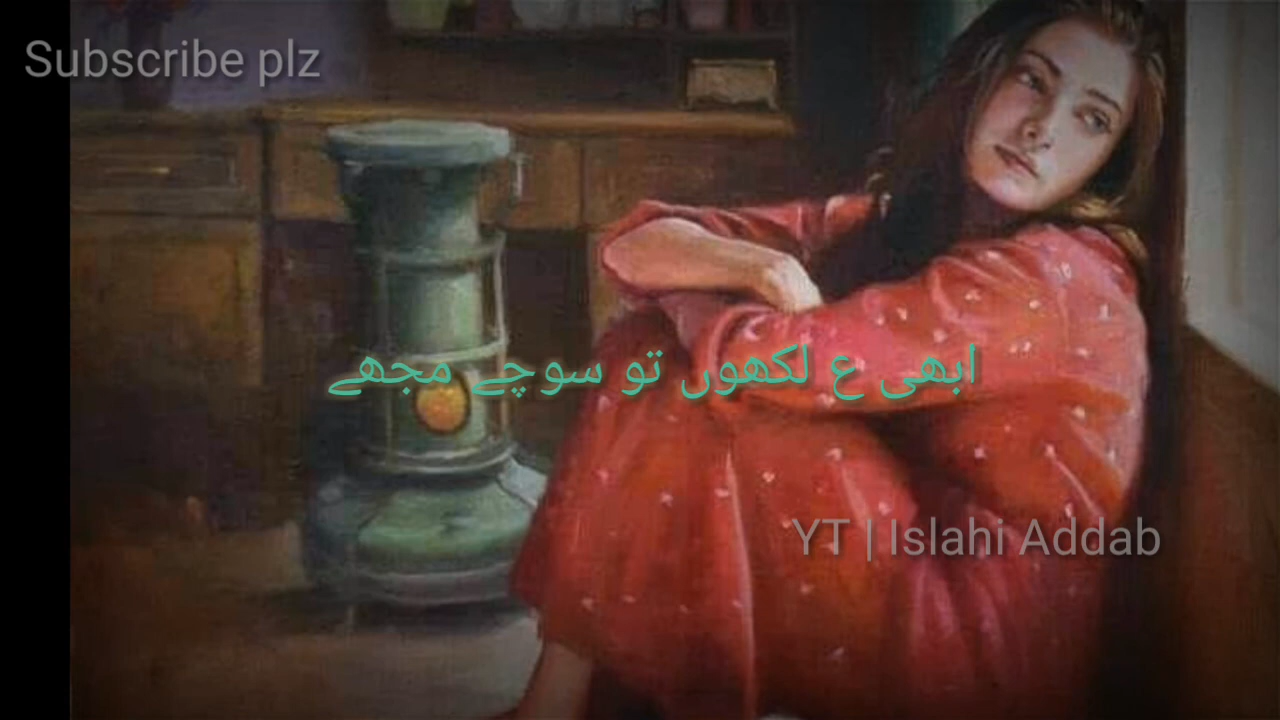 Subscribe plz
ابھی ع لکھوں تو سوچے مجھے
YT | Islahi Addab